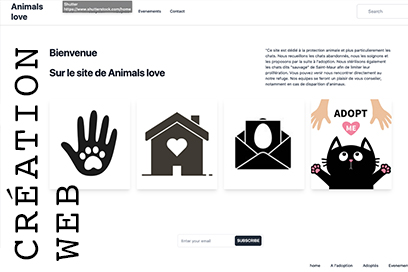 Animals
love
Shutter
https://www.shutterstock.com/home
Evenements
Contact
Search
CRÉATION
WEB
Bienvenue
Sur le site de Animals love
"Ce site est dédié à la protection animale et plus particulièrement les
chats. Nous recueillons les chats abandonnés, nous les soignons et
les proposons par la suite à l'adoption. Nous stérilisons également
les chats dits "sauvage" de Saint-Maur afin de limiter leur
prolifération. Vous pouvez venir nous rencontrer directement au
notre refuge. Nos équipes se feront un plaisir de vous conseiller,
notamment en cas de disparition d'animaux.
ADOPT
ME
Enter your email
SUBSCRIBE
home
A l'adoption
Adoptés
Evenement